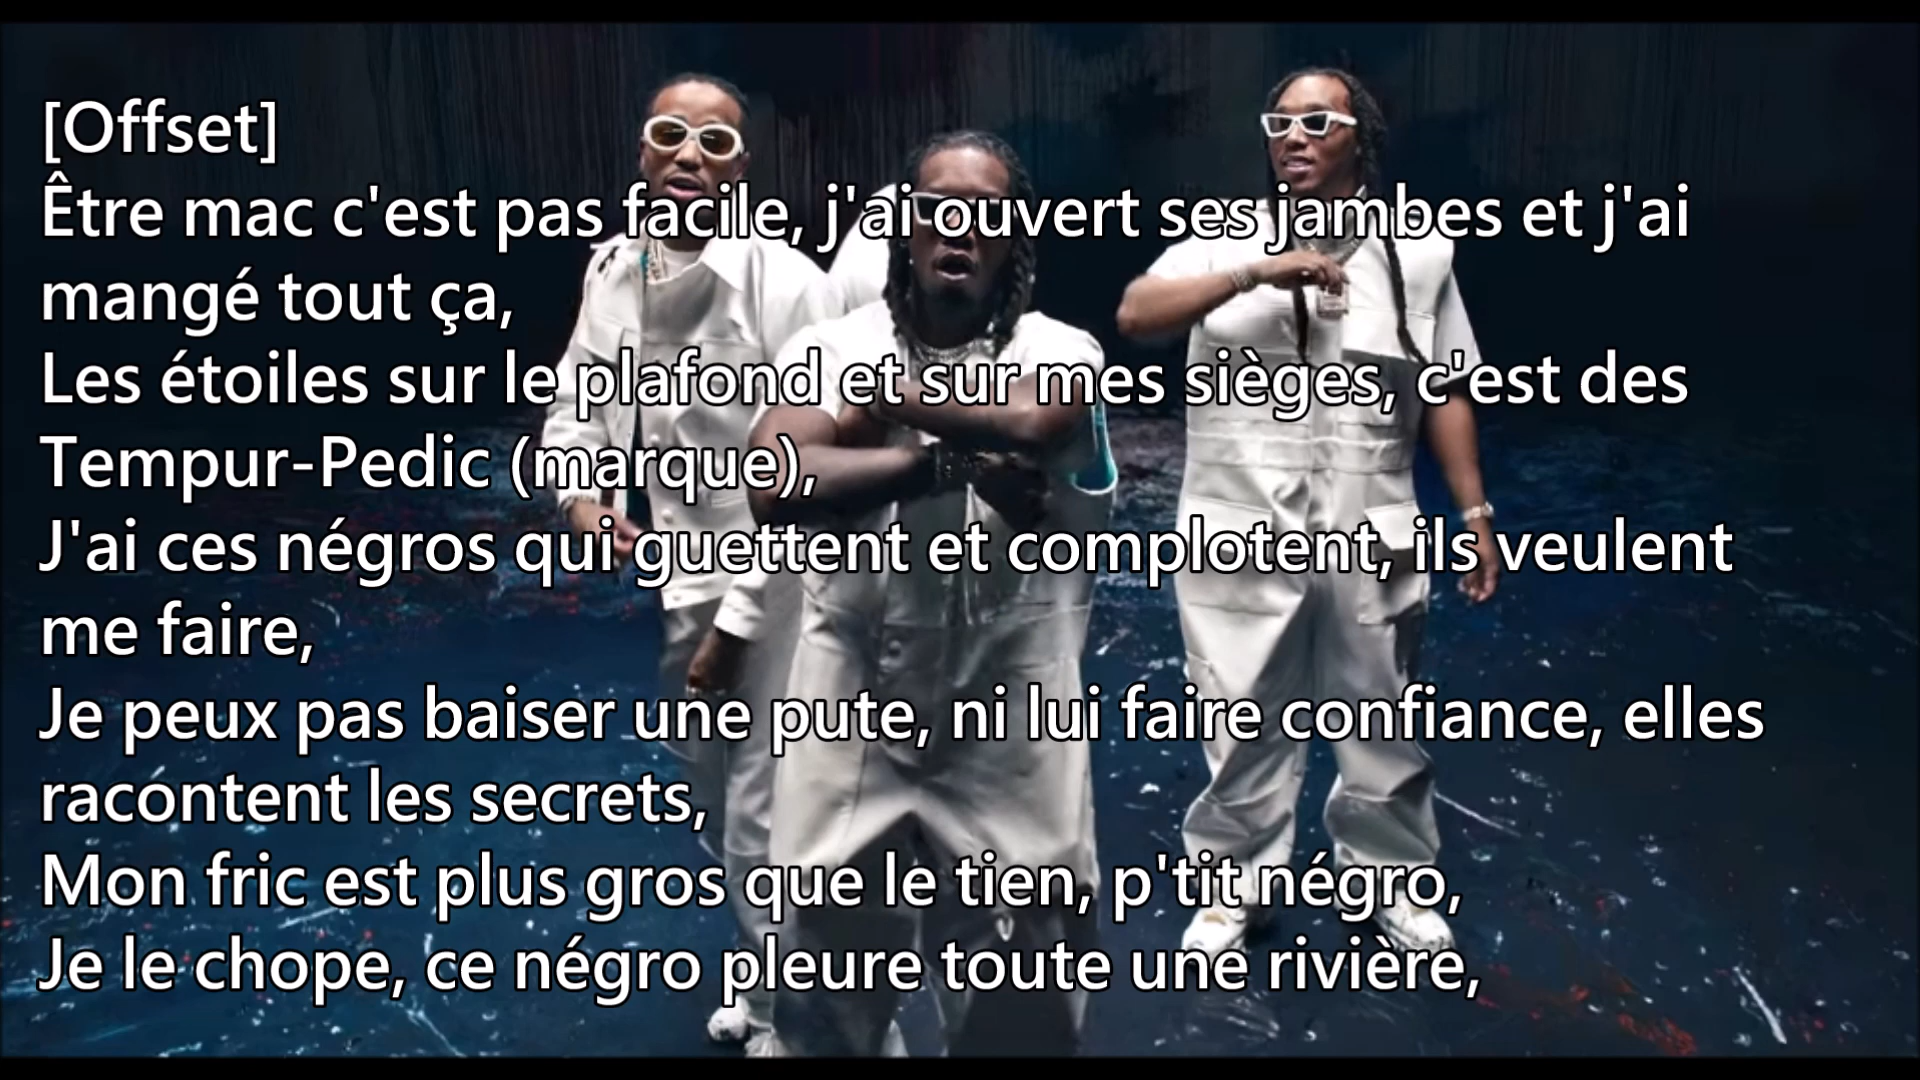 [Offset]
Être mac c'est pas facile, j'ai ouvert ses jambes et j'ai
mangé tout ça,
Les étoiles sur le plafond et sur mes sièges, c'est des
Tempur-Pedic (marque),
J'ai ces négros qui guettent et complotent, ils veulent
me faire,
Je peux pas baiser une pute, ni lui faire confiance, elles
racontent les secrets,
Mon fric est plus gros que le tien, p'tit négro,
Je le chope, ce négro pleure toute une rivière,